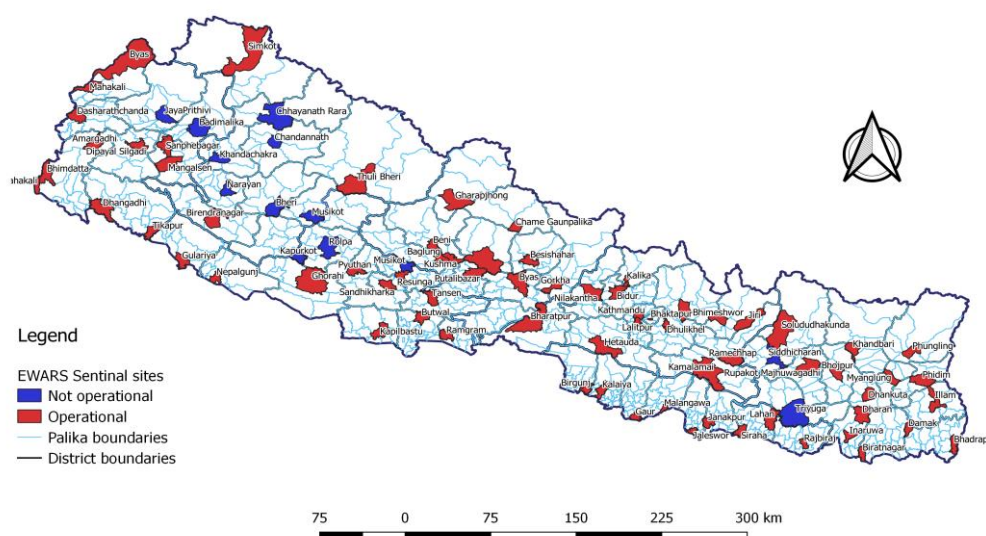 Simkot
Byas
Mahakali
Dasharathchanda
JayaPrithivi
Chhayanath Rara
Badimalika
Amargadhi
Sanphebagar
Chandannath
Dipayal Silgadi
Khandachakra
Bhimdatta
Mangalsen
ahakali
Thuli Bheri
Narayan
Gharapjhong
Dhangadhi
Bheri
Birendranagar
Musikot
Chame Gaunpalika
Tikapur
Rolpa
Beni
Kapurkot
Baglung
Gulariya
Musikot
Kushma
Besishahar
Pyuthan
Nepalgunj
Ghorahi
Resunga
Putalibazar
Byas
Gorkha
Kalika
Sandhikharka
Tansen
Nilakantha
Bidur
Butwal
Bharatpur
Kathmandu
Bhaktapur
Bhimeshwor
Jiri
Kapilbastu
Ramgram
Lalitpur
Dhulikhel
Solududhakunda
Hetauda
Khandbari
Phungling
Ramechhap
Siddhicharan
Kamalamai
Rupakot Majhuwagadhi
Bhojpur
Myanglung
Phidim
Birgunj
Kalaiya
Dhankuta
Illam
Malangawa
Gaur
Janakpur
Lahan
Triyuga
Dharan
Damak
Jaleswor
Siraha
Rajbiraj
Inaruwa
Biratnagar
Bhadrap
Legend
EWARS Sentinal sites
Not operational
Operational
Palika boundaries
District boundaries
75 0 75 150 225 300 km